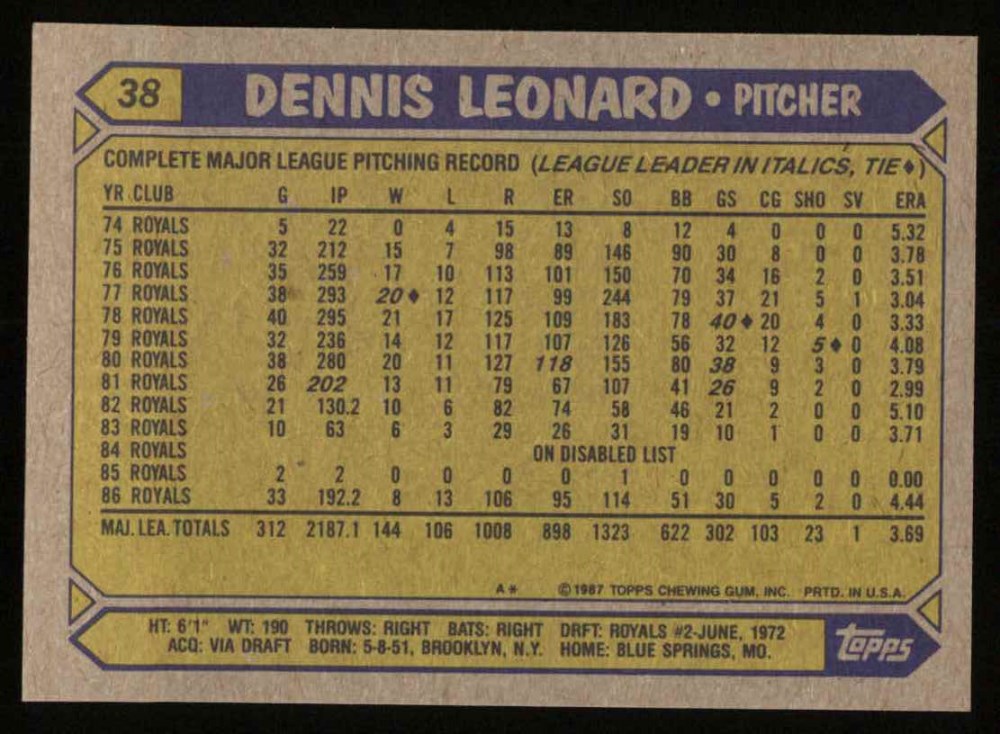 38 DENNIS LEONARD • PITCHER
COMPLETE MAJOR LEAGUE PITCHING RECORD (LEAGUE LEADER IN ITALICS, TIE♦)
YR CLUB G IP W L R ER SO BB GS CG SHO SV ERA
74 ROYALS 5 22 0 4 15 13 8 12 4 0 0 0 5.32
75 ROYALS 32 212 15 7 98 89 146 90 30 8 0 0 3.78
76 ROYALS 35 259 17 10 113 101 150 70 34 16 2 0 3.51
77 ROYALS 38 293 20♦ 12 117 99 244 79 37 21 5 1 3.04
78 ROYALS 40 295 21 17 125 109 183 78 40♦ 20 4 0 3.33
79 ROYALS 32 236 14 12 117 107 126 56 32 12 5♦ 0 4.08
80 ROYALS 38 280 20 11 127 118 155 80 38 9 3 0 3.79
81 ROYALS 26 202 13 11 79 67 107 41 26 9 2 0 2.99
82 ROYALS 21 130.2 10 6 82 74 58 46 21 2 0 0 5.10
83 ROYALS 10 63 6 3 29 26 31 19 10 1 0 0 3.71
84 ROYALS ON DISABLED LIST
85 ROYALS 2 2 0 0 0 0 1 0 0 0 0 0 0.00
86 ROYALS 33 192.2 8 13 106 95 114 51 30 5 2 0 4.44
MAJ. LEA. TOTALS 312 2187.1 144 106 1008 898 1323 622 302 103 23 1 3.69
A* ©1987 TOPPS CHEWING GUM, INC. PRTD. IN U.S.A.
HT: 6'1" WT: 190 THROWS: RIGHT BATS: RIGHT DRFT: ROYALS #2-JUNE, 1972
ACQ: VIA DRAFT BORN: 5-8-51, BROOKLYN, N.Y. HOME: BLUE SPRINGS, MO.
topps